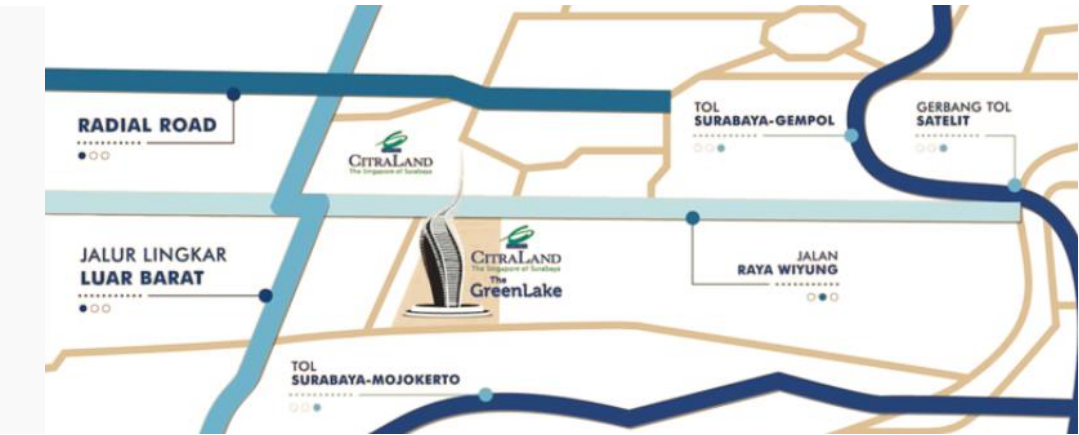 RADIAL ROAD
CITRALAND
The Singapore of Surabaya
TOL
SURABAYA-GEMPOL
GERBANG TOL
SATELIT
JALUR LINGKAR
LUAR BARAT
CITRALAND
The Singapore of Surabaya
The
GreenLake
JALAN
RAYA WIYUNG
TOL
SURABAYA-MOJOKERTO